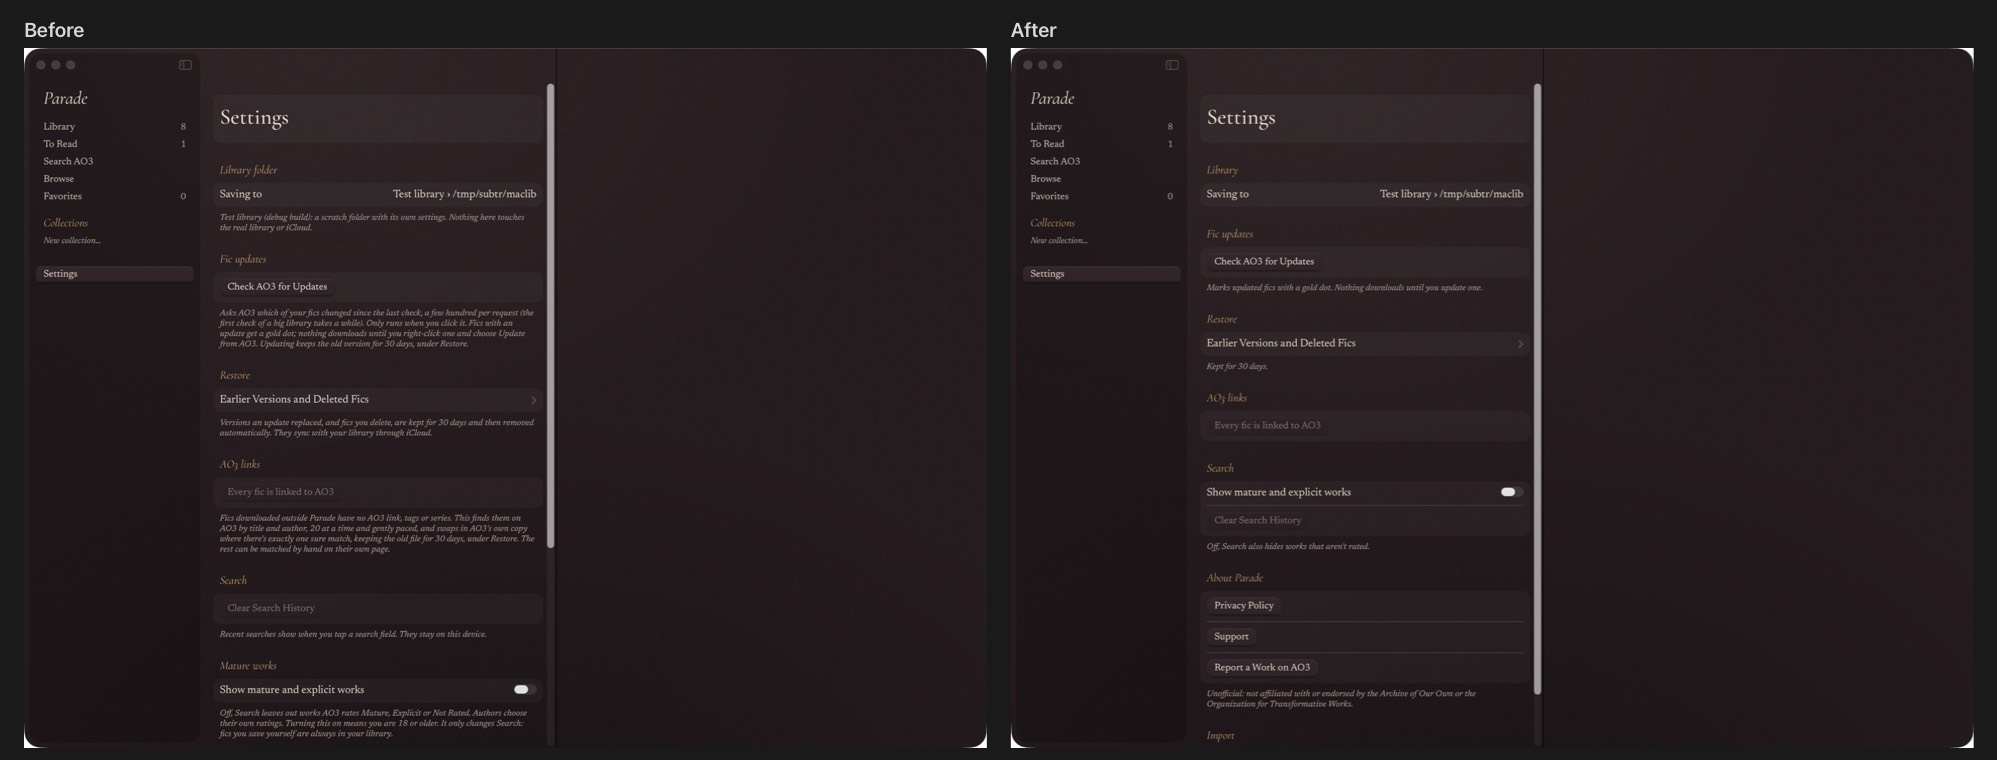 Before
Parade
Library 8
To Read 1
Search AO3
Browse
Favorites 0
Collections
New collection...
Settings
Settings
Library folder
Saving to Test library › /tmp/subtr/maclib
Test library (debug build): a scratch folder with its own settings. Nothing here touches
the real library or iCloud.
Fic updates
Check AO3 for Updates
Asks AO3 which of your fics changed since the last check, a few hundred per request (the
first check of a big library takes a while). Only runs when you click it. Fics with an
update get a gold dot; nothing downloads until you right-click one and choose Update
from AO3. Updating keeps the old version for 30 days, under Restore.
Restore
Earlier Versions and Deleted Fics
Versions an update replaced, and fics you delete, are kept for 30 days and then removed
automatically. They sync with your library through iCloud.
AO3 links
Every fic is linked to AO3
Fics downloaded outside Parade have no AO3 link, tags or series. This finds them on
AO3 by title and author, 20 at a time and gently paced, and swaps in AO3's own copy
where there's exactly one sure match, keeping the old file for 30 days, under Restore. The
rest can be matched by hand on their own page.
Search
Clear Search History
Recent searches show when you tap a search field. They stay on this device.
Mature works
Show mature and explicit works
Off, Search leaves out works AO3 rates Mature, Explicit or Not Rated. Authors choose
their own ratings. Turning this on means you are 18 or older. It only changes Search:
fics you save yourself are always in your library.
After
Parade
Library 8
To Read 1
Search AO3
Browse
Favorites 0
Collections
New collection...
Settings
Settings
Library
Saving to Test library › /tmp/subtr/maclib
Fic updates
Check AO3 for Updates
Marks updated fics with a gold dot. Nothing downloads until you update one.
Restore
Earlier Versions and Deleted Fics
Kept for 30 days.
AO3 links
Every fic is linked to AO3
Search
Show mature and explicit works
Clear Search History
Off, Search also hides works that aren't rated.
About Parade
Privacy Policy
Support
Report a Work on AO3
Unofficial: not affiliated with or endorsed by the Archive of Our Own or the
Organization for Transformative Works.
Import